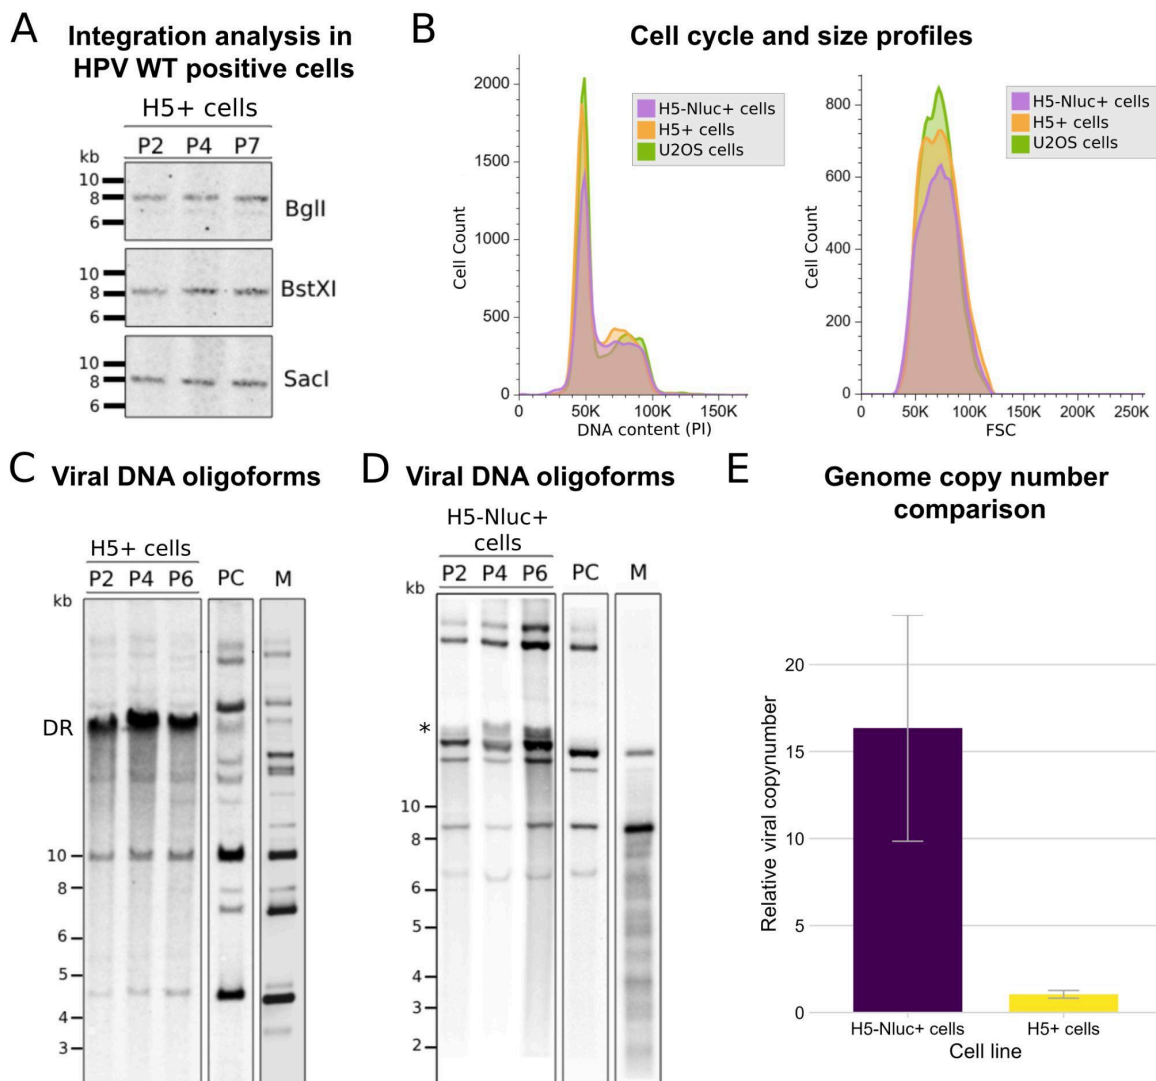 A
Integration analysis in
HPV WT positive cells
H5+ cells
P2 P4 P7
kb
10
8
6
BglI
10
8
6
BstXI
10
8
6
SacI
B
Cell cycle and size profiles
2000
1500
1000
500
0
Cell Count
0 50K 100K 150K
DNA content (PI)
H5-Nluc+ cells
H5+ cells
U2OS cells
800
600
400
200
0
Cell Count
0 50K 100K 150K 200K 250K
FSC
H5-Nluc+ cells
H5+ cells
U2OS cells
C
Viral DNA oligoforms
H5+ cells
P2 P4 P6 PC M
kb
DR
10
8
6
5
4
3
D
Viral DNA oligoforms
H5-Nluc+
cells
P2 P4 P6 PC M
kb
*
10
8
6
5
4
3
2
E
Genome copy number
comparison
Relative viral copynumber
20
15
10
5
0
H5-Nluc+ cells H5+ cells
Cell line